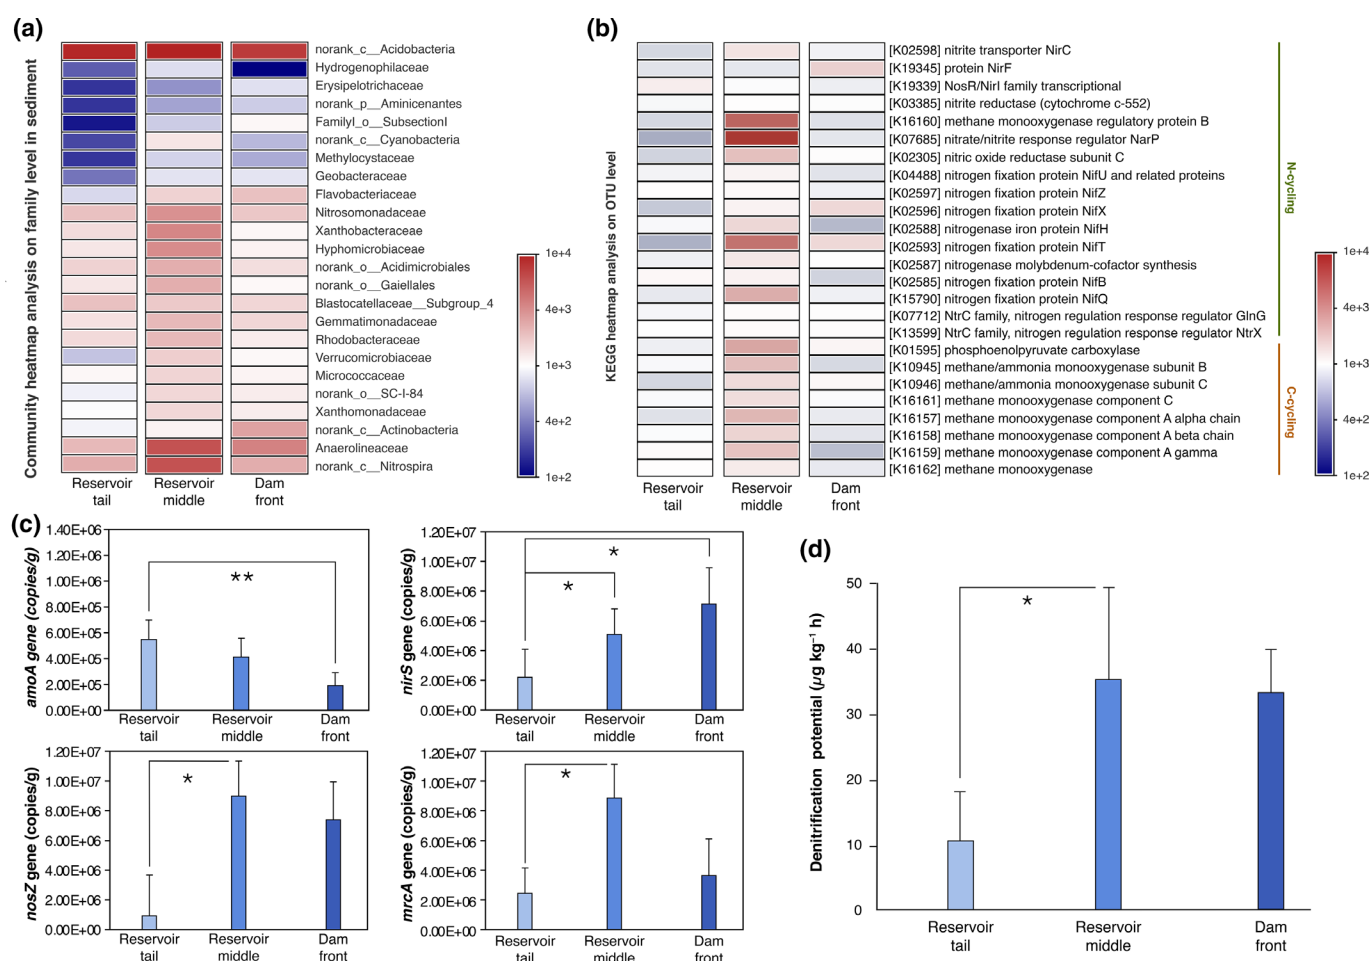 (a)
Community heatmap analysis on family level in sediment
norank_c__Acidobacteria
Hydrogenophilaceae
Erysipelotrichaceae
norank_p__Aminicenantes
FamilyI_o__SubsectionI
norank_c__Cyanobacteria
Methylocystaceae
Geobacteraceae
Flavobacteriaceae
Nitrosomonadaceae
Xanthobacteraceae
Hyphomicrobiaceae
norank_o__Acidimicrobiales
norank_o__Gaiellales
Blastocatellaceae__Subgroup_4
Gemmatimonadaceae
Rhodobacteraceae
Verrucomicrobiaceae
Micrococcaceae
norank_o__SC-I-84
Xanthomonadaceae
norank_c__Actinobacteria
Anaerolineaceae
norank_c__Nitrospira
Reservoir
tail
Reservoir
middle
Dam
front
1e+4
4e+3
1e+3
4e+2
1e+2
(b)
KEGG heatmap analysis on OTU level
[K02598] nitrite transporter NirC
[K19345] protein NirF
[K19339] NosR/NirI family transcriptional
[K03385] nitrite reductase (cytochrome c-552)
[K16160] methane monooxygenase regulatory protein B
[K07685] nitrate/nitrite response regulator NarP
[K02305] nitric oxide reductase subunit C
[K04488] nitrogen fixation protein NifU and related proteins
[K02597] nitrogen fixation protein NifZ
[K02596] nitrogen fixation protein NifX
[K02588] nitrogenase iron protein NifH
[K02593] nitrogen fixation protein NifT
[K02587] nitrogenase molybdenum-cofactor synthesis
[K02585] nitrogen fixation protein NifB
[K15790] nitrogen fixation protein NifQ
[K07712] NtrC family, nitrogen regulation response regulator GlnG
[K13599] NtrC family, nitrogen regulation response regulator NtrX
[K01595] phosphoenolpyruvate carboxylase
[K10945] methane/ammonia monooxygenase subunit B
[K10946] methane/ammonia monooxygenase subunit C
[K16161] methane monooxygenase component C
[K16157] methane monooxygenase component A alpha chain
[K16158] methane monooxygenase component A beta chain
[K16159] methane monooxygenase component A gamma
[K16162] methane monooxygenase
N-cycling
C-cycling
Reservoir
tail
Reservoir
middle
Dam
front
1e+4
4e+3
1e+3
4e+2
1e+2
(c)
amoA gene (copies/g)
1.40E+06
1.20E+06
1.00E+06
8.00E+05
6.00E+05
4.00E+05
2.00E+05
0.00E+00
**
Reservoir
tail
Reservoir
middle
Dam
front
nirS gene (copies/g)
1.20E+07
1.00E+07
8.00E+06
6.00E+06
4.00E+06
2.00E+06
0.00E+00
*
*
Reservoir
tail
Reservoir
middle
Dam
front
nosZ gene (copies/g)
1.20E+07
1.00E+07
8.00E+06
6.00E+06
4.00E+06
2.00E+06
0.00E+00
*
Reservoir
tail
Reservoir
middle
Dam
front
mrcA gene (copies/g)
1.20E+07
1.00E+07
8.00E+06
6.00E+06
4.00E+06
2.00E+06
0.00E+00
*
Reservoir
tail
Reservoir
middle
Dam
front
(d)
Denitrification potential (µg kg⁻¹ h)
50
40
30
20
10
0
*
Reservoir
tail
Reservoir
middle
Dam
front